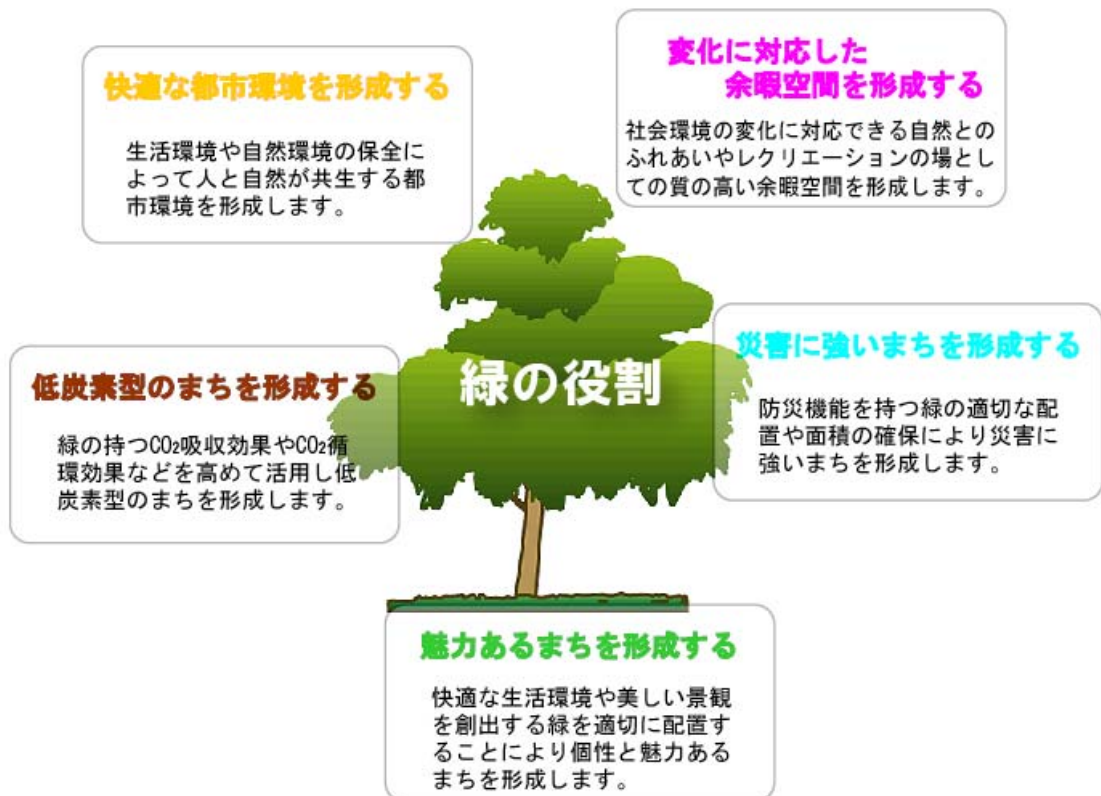 快適な都市環境を形成する
生活環境や自然環境の保全に
よって人と自然が共生する都
市環境を形成します。
変化に対応した
余暇空間を形成する
社会環境の変化に対応できる自然との
ふれあいやレクリエーションの場とし
ての質の高い余暇空間を形成します。
緑の役割
低炭素型のまちを形成する
緑の持つCO₂吸収効果やCO₂循
環効果などを高めて活用し低
炭素型のまちを形成します。
災害に強いまちを形成する
防災機能を持つ緑の適切な配
置や面積の確保により災害に
強いまちを形成します。
魅力あるまちを形成する
快適な生活環境や美しい景観
を創出する緑を適切に配置す
ることにより個性と魅力ある
まちを形成します。